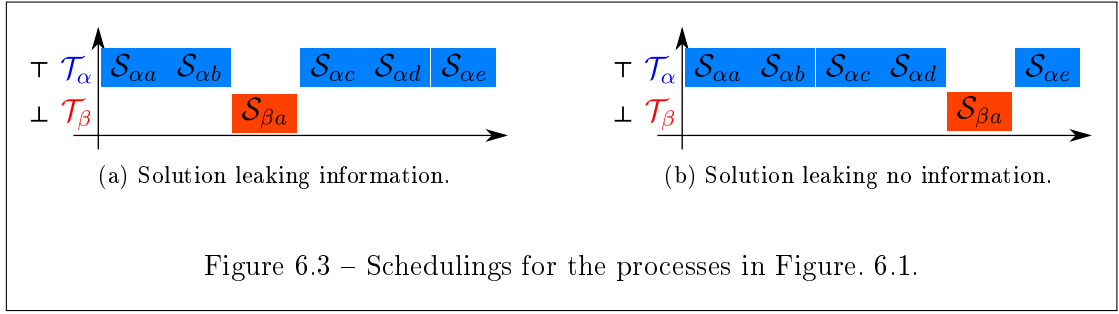 ⊤ 𝒯α 𝒮αa 𝒮αb 𝒮αc 𝒮αd 𝒮αe
⊥ 𝒯β 𝒮βa
(a) Solution leaking information.
⊤ 𝒯α 𝒮αa 𝒮αb 𝒮αc 𝒮αd 𝒮αe
⊥ 𝒯β 𝒮βa
(b) Solution leaking no information.
Figure 6.3 – Schedulings for the processes in Figure. 6.1.